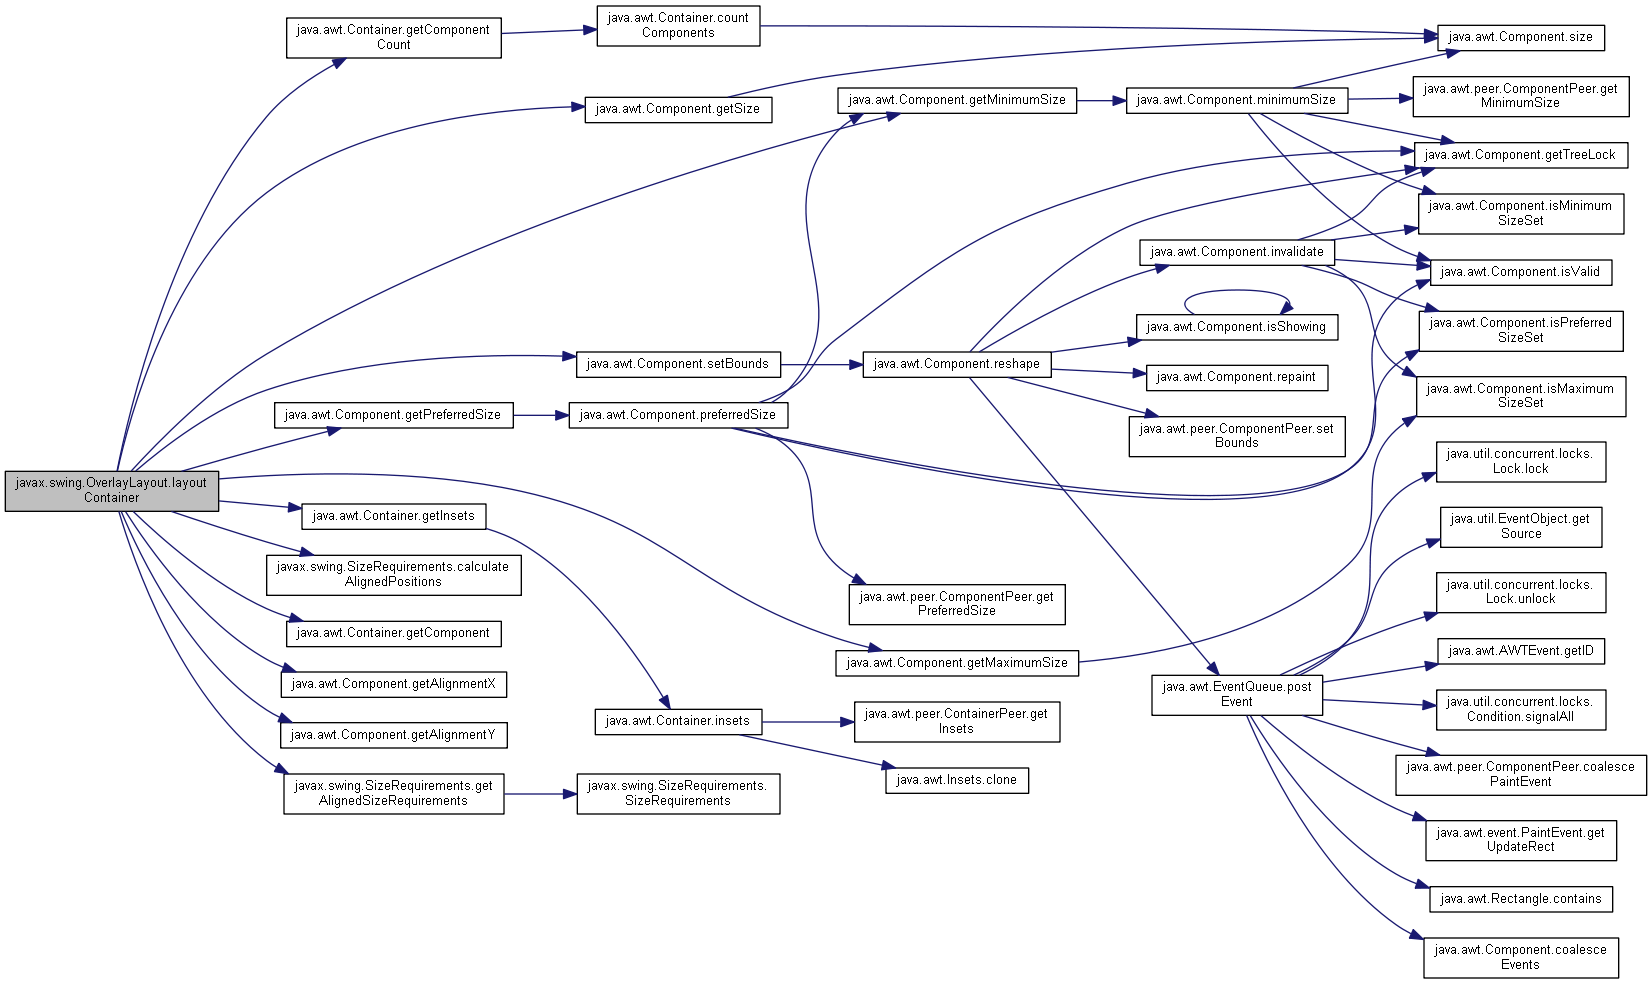 java.awt.Container.getComponent
Count
java.awt.Container.count
Components
java.awt.Component.size
java.awt.Component.getSize
java.awt.Component.getMinimumSize
java.awt.Component.minimumSize
java.awt.peer.ComponentPeer.get
MinimumSize
java.awt.Component.getTreeLock
java.awt.Component.isMinimum
SizeSet
java.awt.Component.invalidate
java.awt.Component.isValid
java.awt.Component.isShowing
java.awt.Component.isPreferred
SizeSet
java.awt.Component.setBounds
java.awt.Component.reshape
java.awt.Component.repaint
java.awt.Component.isMaximum
SizeSet
java.awt.Component.getPreferredSize
java.awt.Component.preferredSize
java.awt.peer.ComponentPeer.set
Bounds
java.util.concurrent.locks.
Lock.lock
javax.swing.OverlayLayout.layout
Container
java.awt.Container.getInsets
java.util.EventObject.get
Source
javax.swing.SizeRequirements.calculate
AlignedPositions
java.awt.peer.ComponentPeer.get
PreferredSize
java.util.concurrent.locks.
Lock.unlock
java.awt.Container.getComponent
java.awt.Component.getMaximumSize
java.awt.AWTEvent.getID
java.awt.Component.getAlignmentX
java.awt.EventQueue.post
Event
java.util.concurrent.locks.
Condition.signalAll
java.awt.Container.insets
java.awt.peer.ContainerPeer.get
Insets
java.awt.Component.getAlignmentY
java.awt.Insets.clone
java.awt.peer.ComponentPeer.coalesce
PaintEvent
javax.swing.SizeRequirements.get
AlignedSizeRequirements
javax.swing.SizeRequirements.
SizeRequirements
java.awt.event.PaintEvent.get
UpdateRect
java.awt.Rectangle.contains
java.awt.Component.coalesce
Events